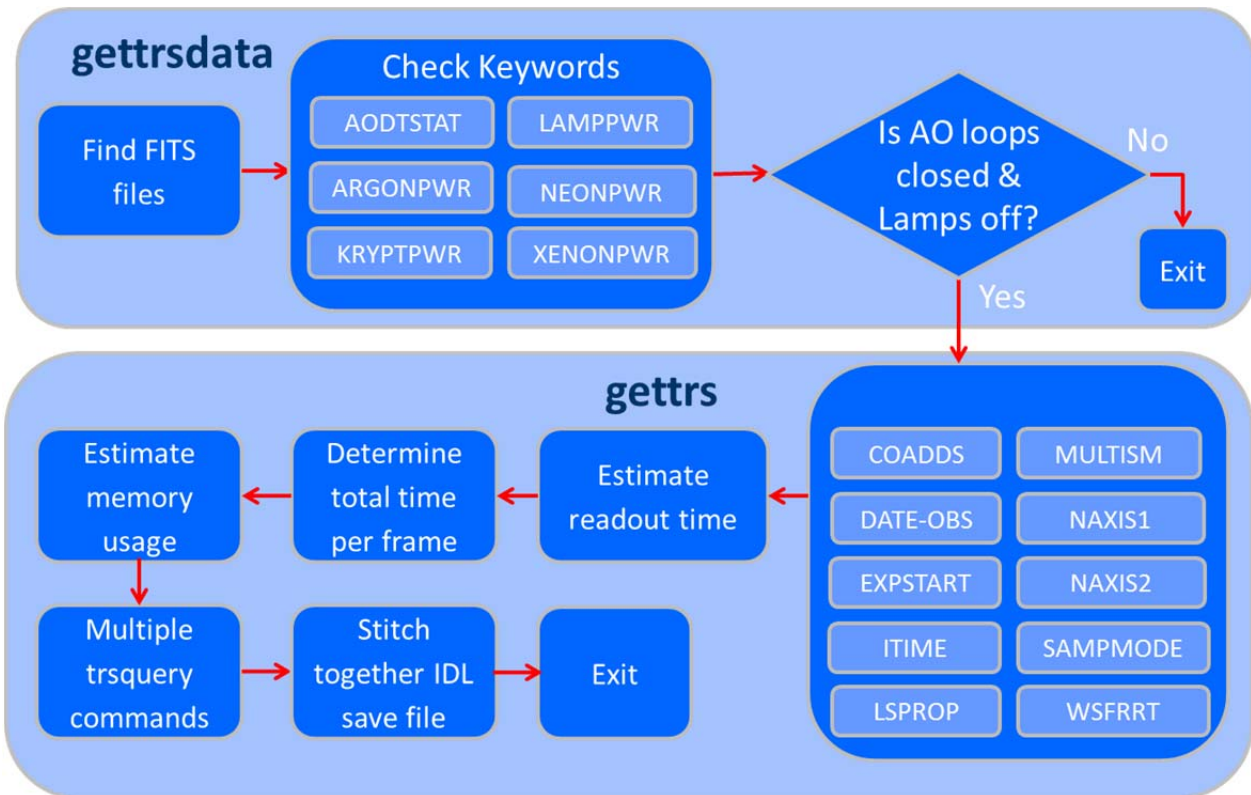 gettrsdata
Find FITS
files
Check Keywords
AODTSTAT
LAMPPWR
ARGONPWR
NEONPWR
KRYPTPWR
XENONPWR
Is AO loops
closed &
Lamps off?
No
Exit
Yes
gettrs
COADDS
MULTISM
DATE-OBS
NAXIS1
EXPSTART
NAXIS2
ITIME
SAMPMODE
LSPROP
WSFRRT
Estimate
readout time
Determine
total time
per frame
Estimate
memory
usage
Multiple
trsquery
commands
Stitch
together IDL
save file
Exit